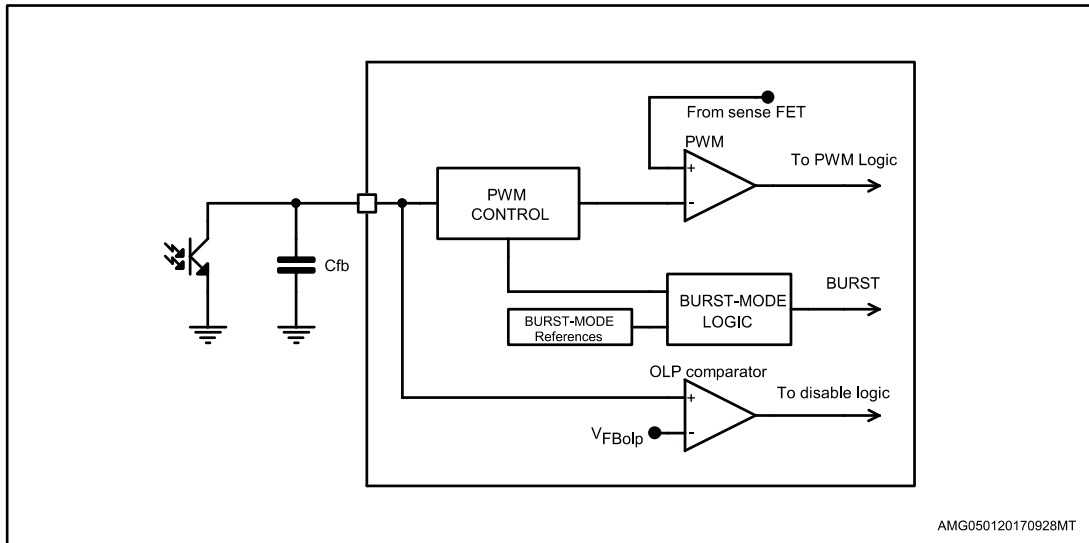 From sense FET
PWM
+
-
To PWM Logic
PWM
CONTROL
Cfb
BURST-MODE
LOGIC
BURST
BURST-MODE
References
OLP comparator
+
-
To disable logic
VFBolp
AMG050120170928MT